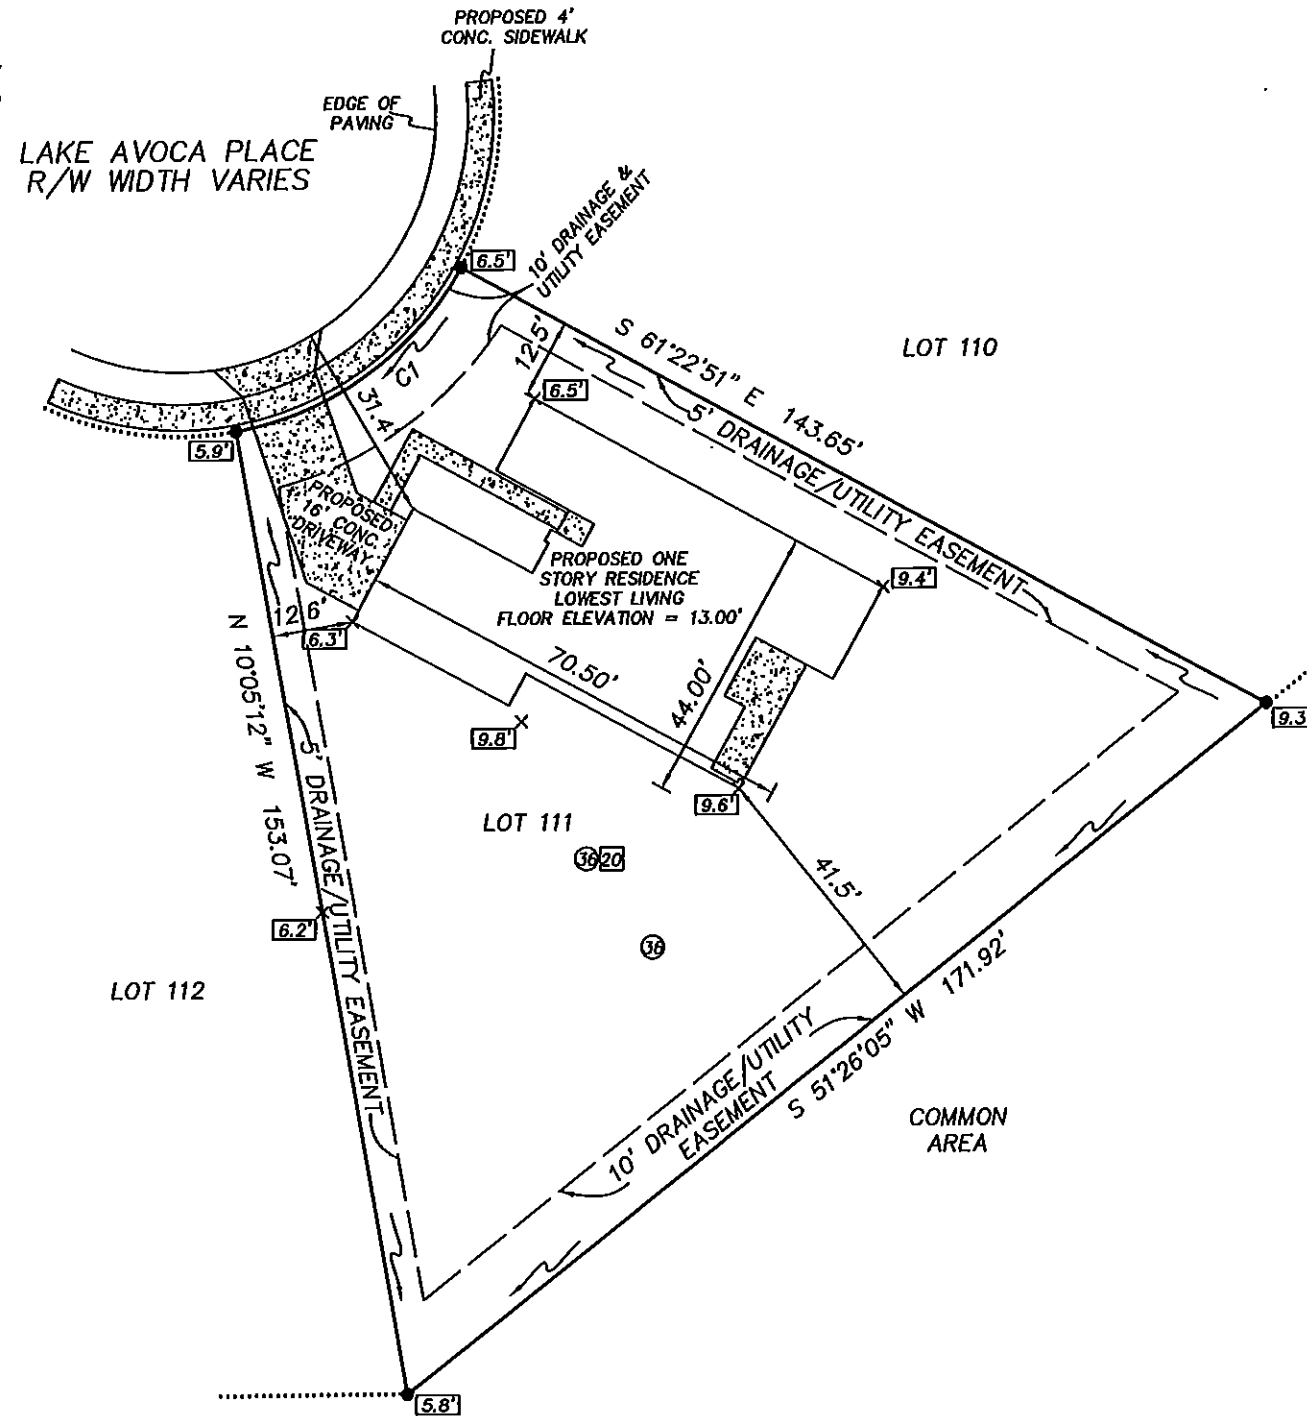 PROPOSED 4'
CONC. SIDEWALK
EDGE OF
PAVING
LAKE AVOCA PLACE
R/W WIDTH VARIES
10' DRAINAGE &
UTILITY EASEMENT
6.5'
S 61°22'51" E 143.65'
LOT 110
12.5'
6.5'
C1
31.4'
5' DRAINAGE/UTILITY EASEMENT
5.9'
PROPOSED
16' CONC.
DRIVEWAY
PROPOSED ONE
STORY RESIDENCE
LOWEST LIVING
FLOOR ELEVATION = 13.00'
9.4'
12.6'
6.3'
N 10°05'12" W 153.07'
70.50'
44.00'
9.3
9.8'
5' DRAINAGE/UTILITY EASEMENT
9.6'
LOT 111
36 20
41.5'
6.2'
36
LOT 112
S 51°26'05" W 171.92'
10' DRAINAGE/UTILITY
EASEMENT
COMMON
AREA
5.8'